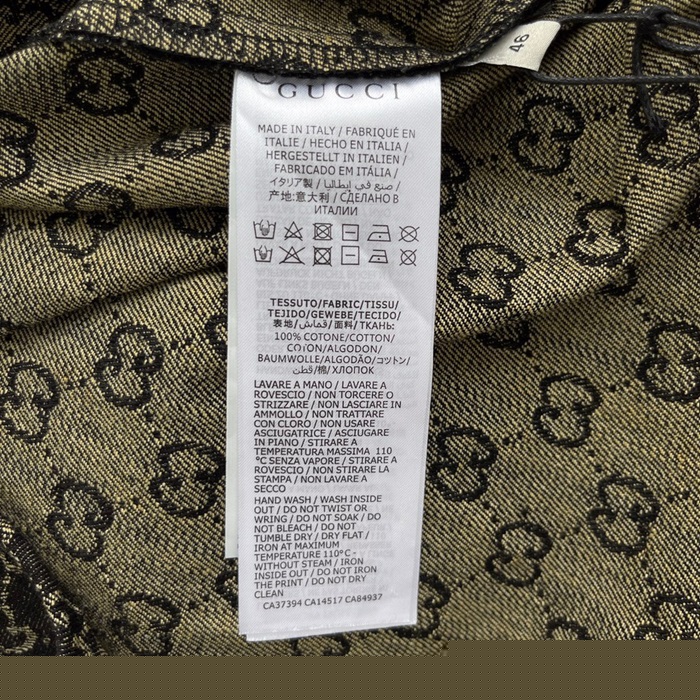 46
GUCCI
MADE IN ITALY / FABRIQUÉ EN
ITALIE / HECHO EN ITALIA /
HERGESTELLT IN ITALIEN /
FABRICADO EM ITÁLIA /
イタリア製 / صنع في إيطاليا /
产地:意大利 / СДЕЛАНО В
ИТАЛИИ
TESSUTO/FABRIC/TISSU/
TEJIDO/GEWEBE/TECIDO/
表地/قماش/面料/ТКАНЬ:
100% COTONE/COTTON/
COTON/ALGODON/
BAUMWOLLE/ALGODÃO/コットン/
قطن/棉/ХЛОПОК
LAVARE A MANO / LAVARE A
ROVESCIO / NON TORCERE O
STRIZZARE / NON LASCIARE IN
AMMOLLO / NON TRATTARE
CON CLORO / NON USARE
ASCIUGATRICE / ASCIUGARE
IN PIANO / STIRARE A
TEMPERATURA MASSIMA 110
°C SENZA VAPORE / STIRARE A
ROVESCIO / NON STIRARE LA
STAMPA / NON LAVARE A
SECCO
HAND WASH / WASH INSIDE
OUT / DO NOT TWIST OR
WRING / DO NOT SOAK / DO
NOT BLEACH / DO NOT
TUMBLE DRY / DRY FLAT /
IRON AT MAXIMUM
TEMPERATURE 110°C -
WITHOUT STEAM / IRON
INSIDE OUT / DO NOT IRON
THE PRINT / DO NOT DRY
CLEAN
CA37394 CA14517 CA84937